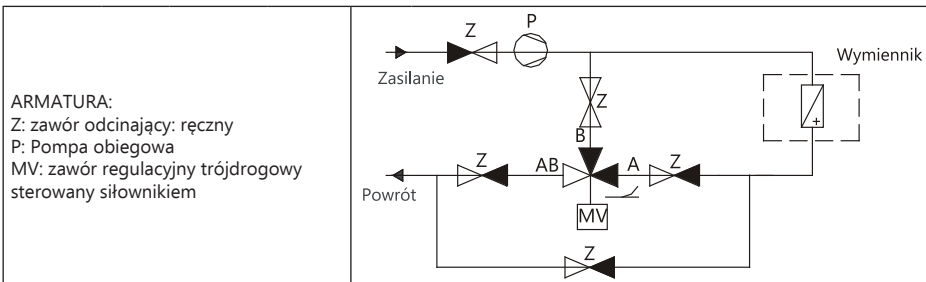 ARMATURA:
Z: zawór odcinający: ręczny
P: Pompa obiegowa
MV: zawór regulacyjny trójdrogowy
sterowany siłownikiem
P
Z
Zasilanie
Wymiennik
Z
+
B
Z
AB
A
Z
Powrót
MV
Z